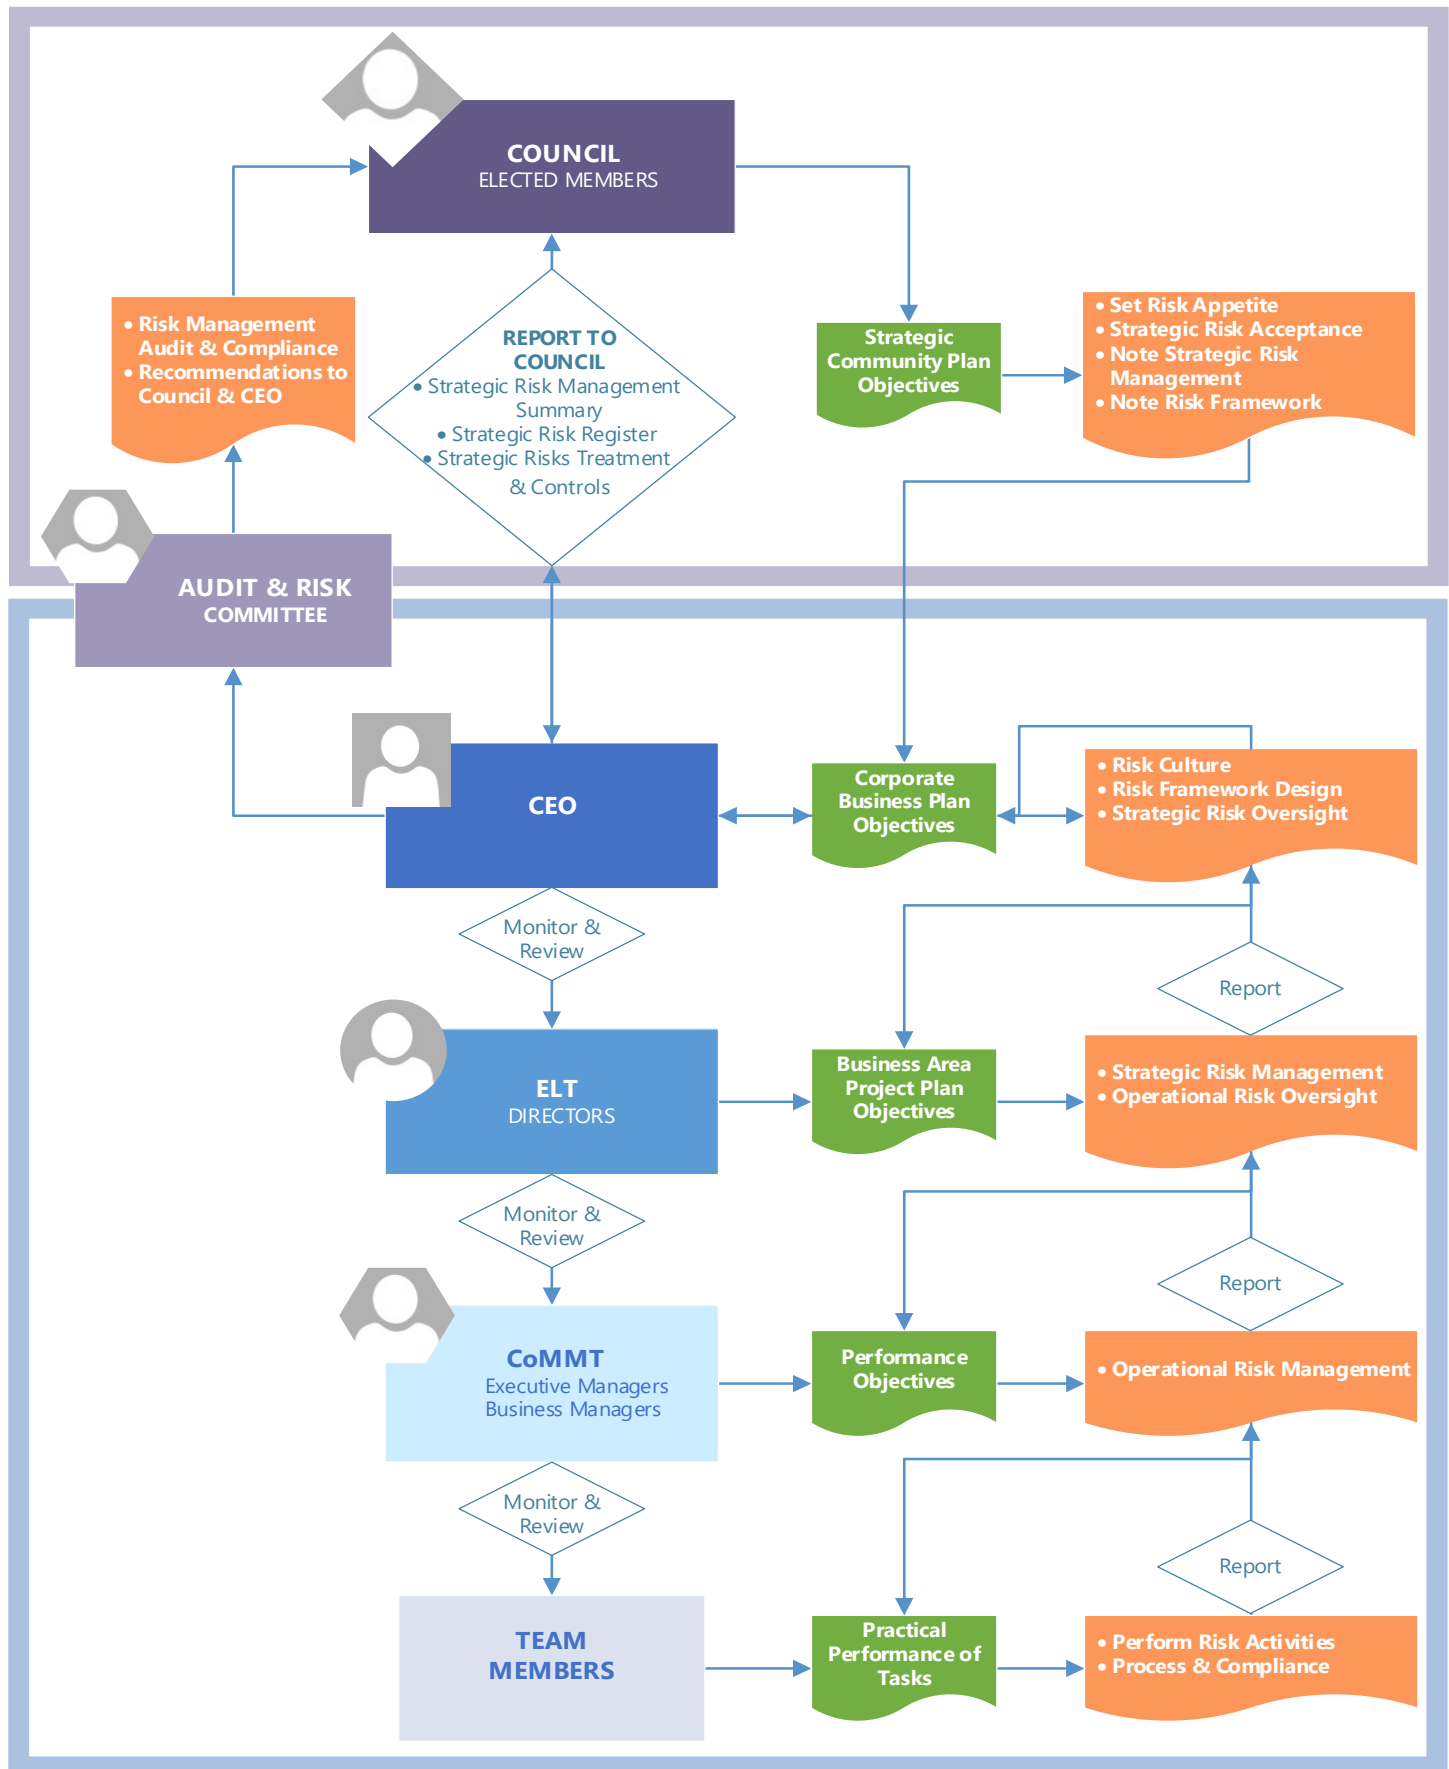 COUNCIL
ELECTED MEMBERS
• Risk Management
Audit & Compliance
• Recommendations to
Council & CEO
REPORT TO
COUNCIL
• Strategic Risk Management
Summary
• Strategic Risk Register
• Strategic Risks Treatment
& Controls
Strategic
Community Plan
Objectives
• Set Risk Appetite
• Strategic Risk Acceptance
• Note Strategic Risk
Management
• Note Risk Framework
AUDIT & RISK
COMMITTEE
CEO
Corporate
Business Plan
Objectives
• Risk Culture
• Risk Framework Design
• Strategic Risk Oversight
Monitor &
Review
Report
ELT
DIRECTORS
Business Area
Project Plan
Objectives
• Strategic Risk Management
• Operational Risk Oversight
Monitor &
Review
Report
CoMMT
Executive Managers
Business Managers
Performance
Objectives
• Operational Risk Management
Monitor &
Review
Report
TEAM
MEMBERS
Practical
Performance of
Tasks
• Perform Risk Activities
• Process & Compliance